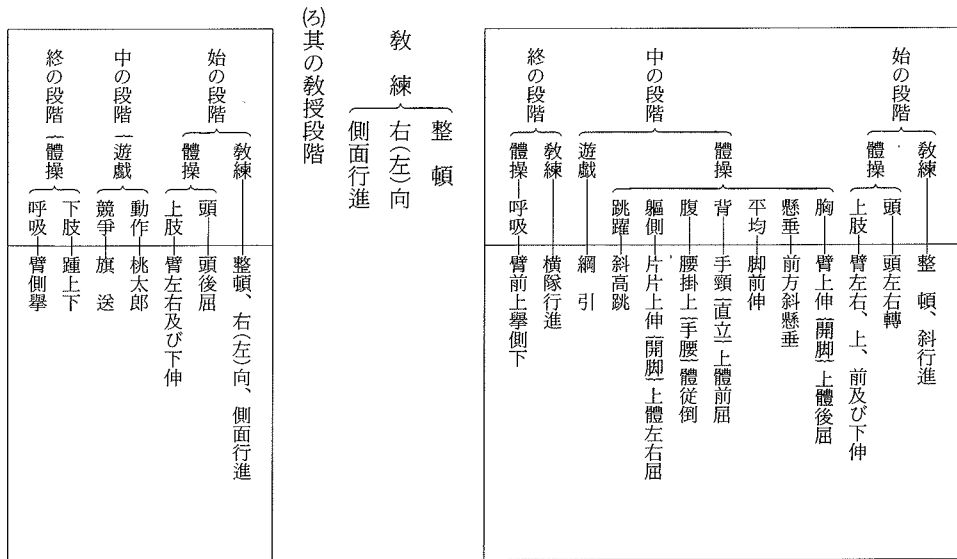 始の段階
教練
整　頓、斜行進
體操
頭
頭左右轉
上肢
臂左右、上、前及び下伸
中の段階
體操
胸
臂上伸(開脚)上體後屈
懸垂
前方斜懸垂
平均
脚前伸
背
手頸(直立)上體前屈
腹
腰掛上(手腰)體従倒
軀側
片片上伸(開脚)上體左右屈
跳躍
斜高跳
遊戯
綱　引
終の段階
教練
横隊行進
體操
呼吸
臂前上擧側下
教　練
整　頓
右(左)向
側面行進
(ろ)其の教授段階
始の段階
教練
整頓、右(左)向、側面行進
體操
頭
頭後屈
上肢
臂左右及び下伸
中の段階
遊戯
動作
桃太郎
競爭
旗　送
終の段階
體操
下肢
踵上下
呼吸
臂側擧